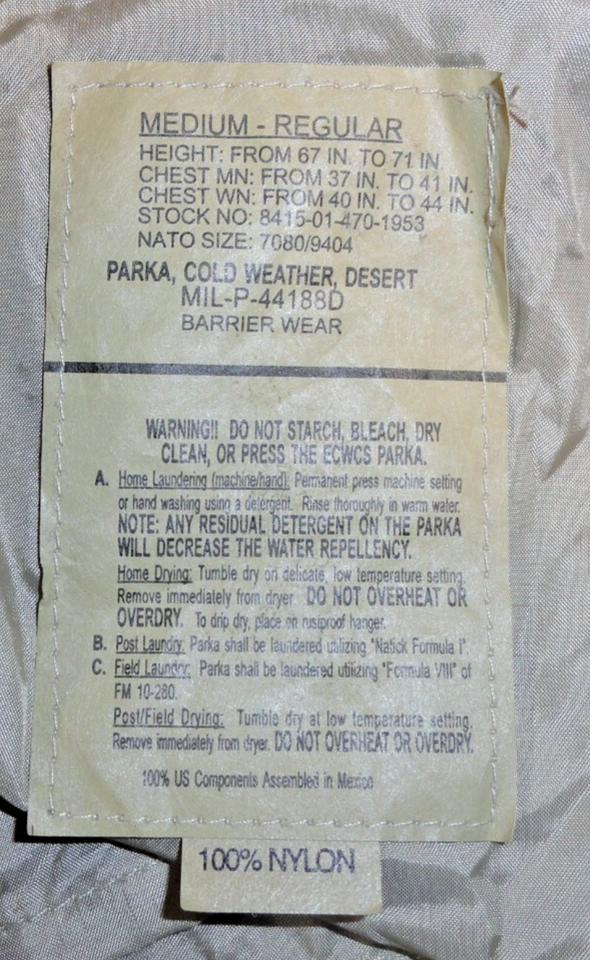 MEDIUM - REGULAR
HEIGHT: FROM 67 IN. TO 71 IN
CHEST MN: FROM 37 IN. TO 41 IN.
CHEST WN: FROM 40 IN. TO 44 IN.
STOCK NO: 8415-01-470-1953
NATO SIZE: 7080/9404
PARKA, COLD WEATHER, DESERT
MIL-P-44188D
BARRIER WEAR
WARNING!! DO NOT STARCH, BLEACH, DRY
CLEAN, OR PRESS THE ECWCS PARKA.
A. Home Laundering (machine/hand): Permanent press machine setting
or hand washing using a detergent. Rinse thoroughly in warm water.
NOTE: ANY RESIDUAL DETERGENT ON THE PARKA
WILL DECREASE THE WATER REPELLENCY.
Home Drying: Tumble dry on delicate, low temperature setting.
Remove immediately from dryer. DO NOT OVERHEAT OR
OVERDRY. To drip dry, place on rustproof hanger.
B. Post Laundry: Parka shall be laundered utilizing "Natick Formula I".
C. Field Laundry: Parka shall be laundered utilizing "Formula VIII" of
FM 10-280.
Post/Field Drying: Tumble dry at low temperature setting.
Remove immediately from dryer. DO NOT OVERHEAT OR OVERDRY.
100% US Components Assembled in Mexico
100% NYLON